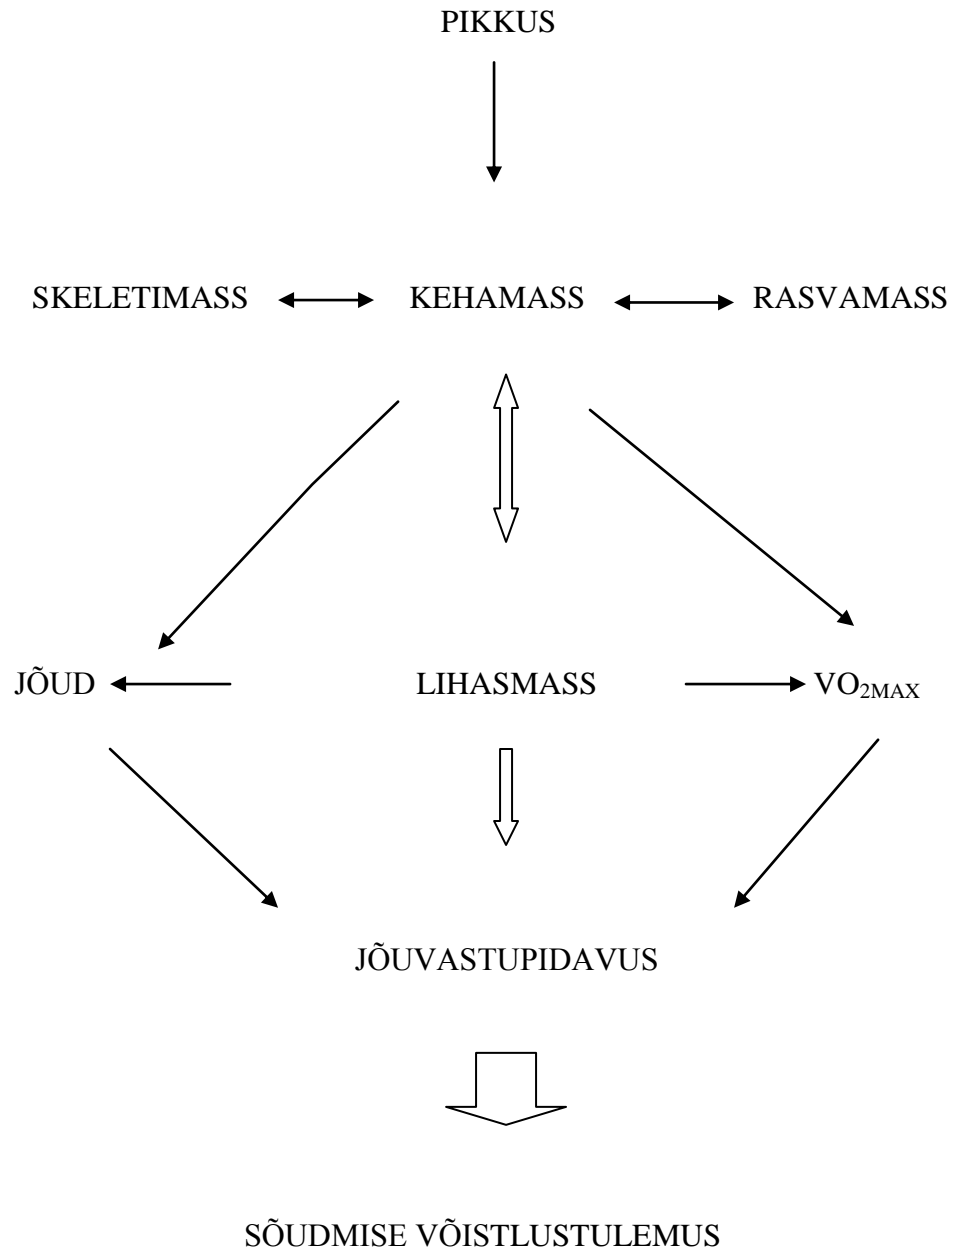 PIKKUS
SKELETIMASS KEHAMASS RASVAMASS
JÕUD LIHASMASS VO2MAX
JÕUVASTUPIDAVUS
SÕUDMISE VÕISTLUSTULEMUS